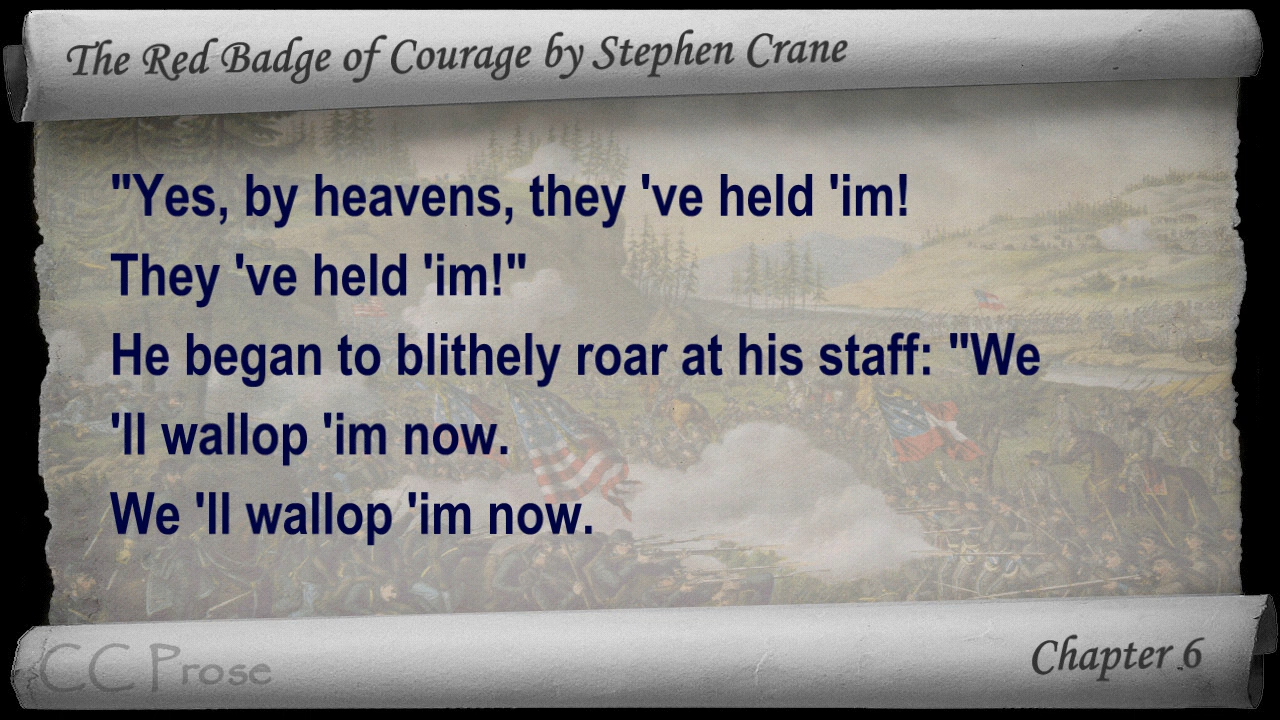 The Red Badge of Courage by Stephen Crane
"Yes, by heavens, they 've held 'im!
They 've held 'im!"
He began to blithely roar at his staff: "We
'll wallop 'im now.
We 'll wallop 'im now.
CC Prose
Chapter 6